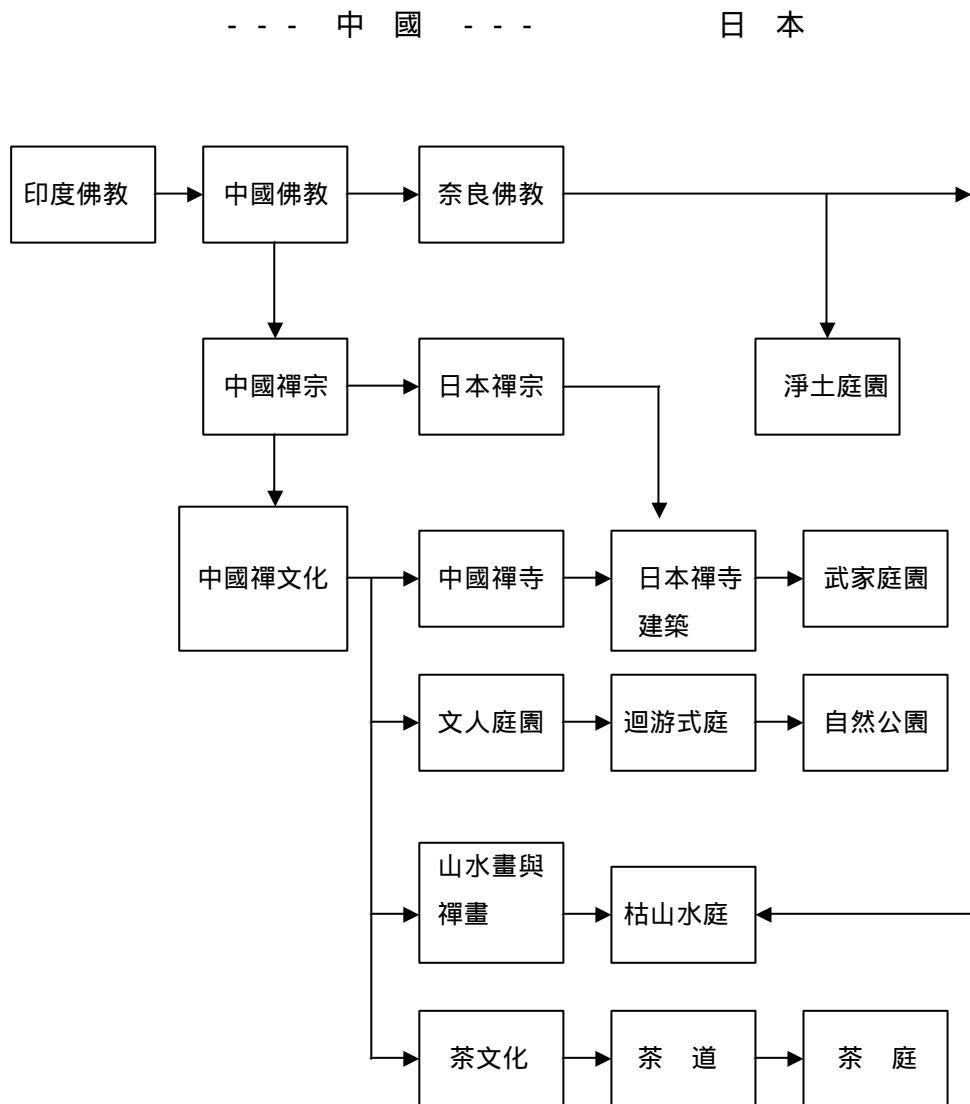 - - - 中 國 - - - 日 本
印度佛教 中國佛教 奈良佛教
中國禪宗 日本禪宗 淨土庭園
中國禪文化 中國禪寺 日本禪寺 武家庭園
建築
文人庭園 迴游式庭 自然公園
山水畫與
禪畫 枯山水庭
茶文化 茶 道 茶 庭